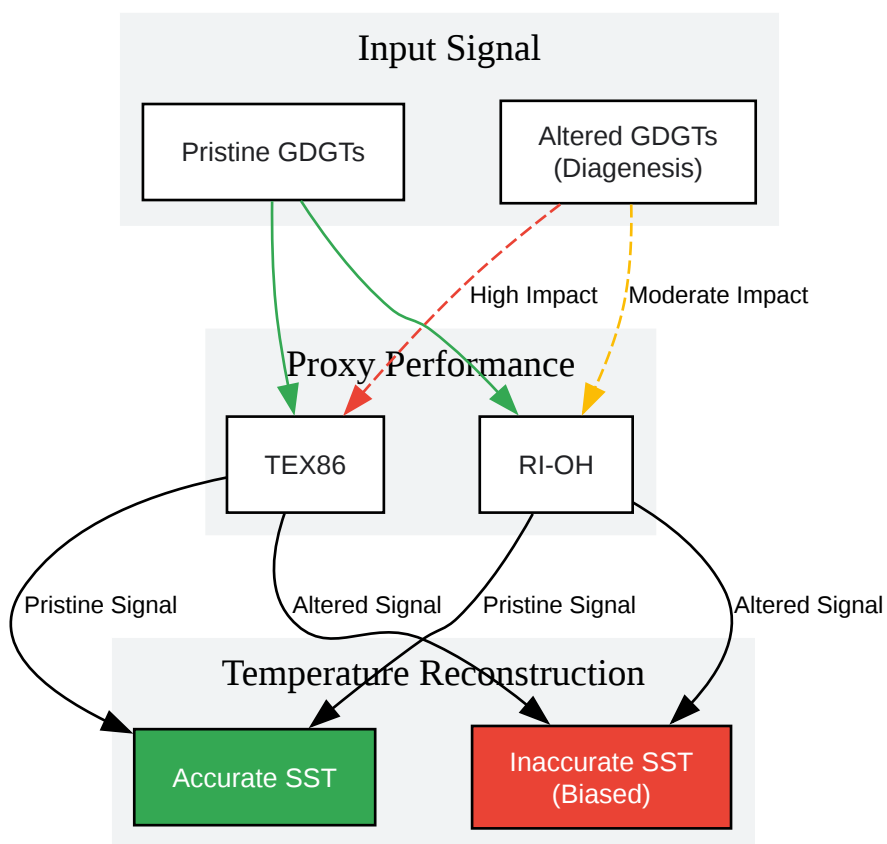 Input Signal
Pristine GDGTs
Altered GDGTs
(Diagenesis)
High Impact
Moderate Impact
Proxy Performance
TEX86
RI-OH
Pristine Signal
Altered Signal
Pristine Signal
Altered Signal
Temperature Reconstruction
Accurate SST
Inaccurate SST
(Biased)